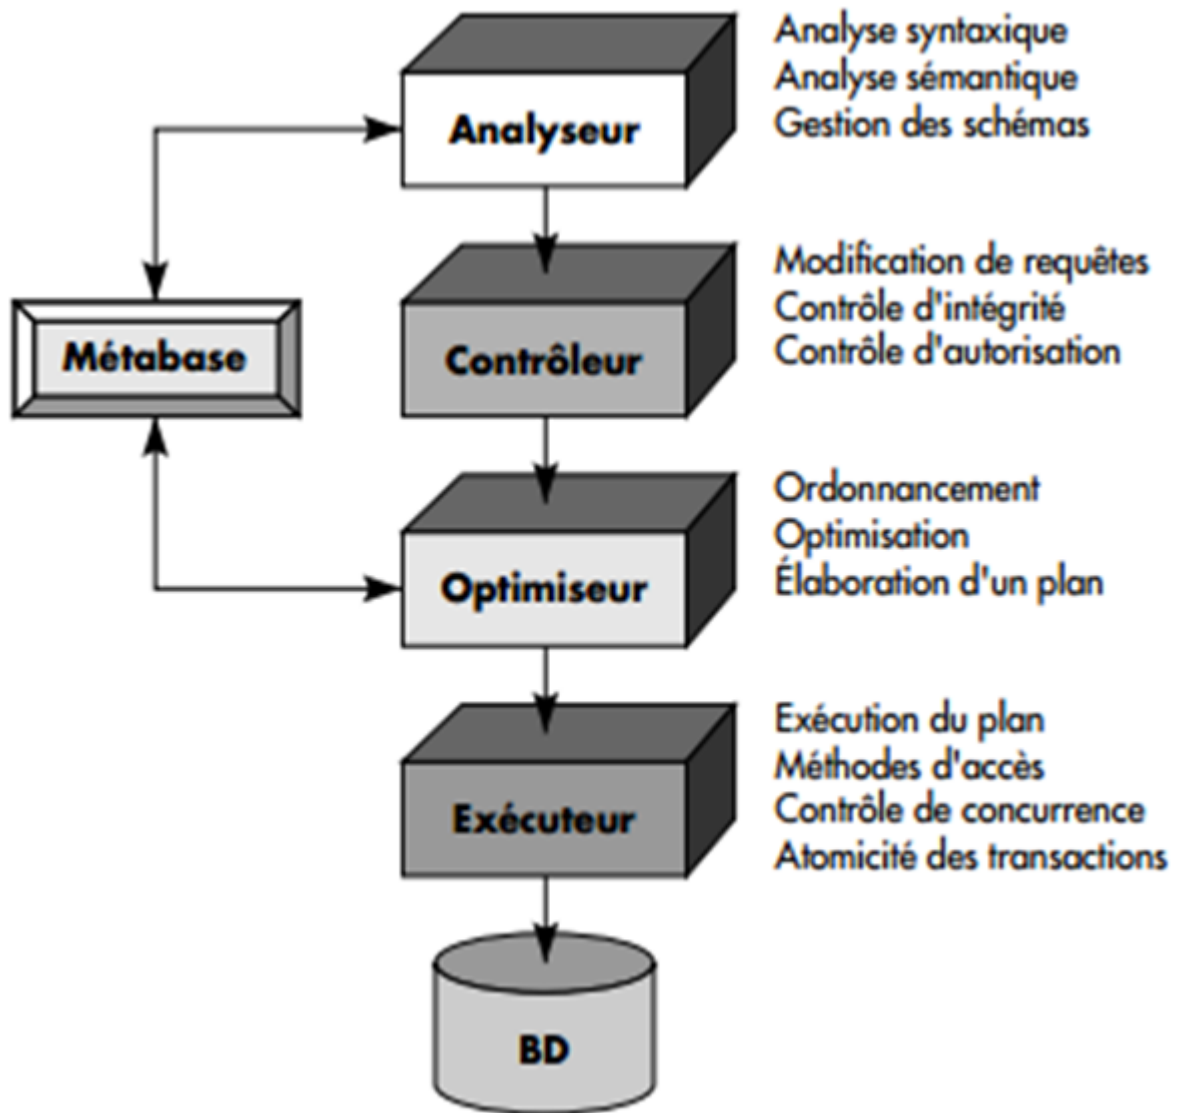 Analyseur
Analyse syntaxique
Analyse sémantique
Gestion des schémas
Métabase
Contrôleur
Modification de requêtes
Contrôle d'intégrité
Contrôle d'autorisation
Optimiseur
Ordonnancement
Optimisation
Élaboration d'un plan
Exécuteur
Exécution du plan
Méthodes d'accès
Contrôle de concurrence
Atomicité des transactions
BD